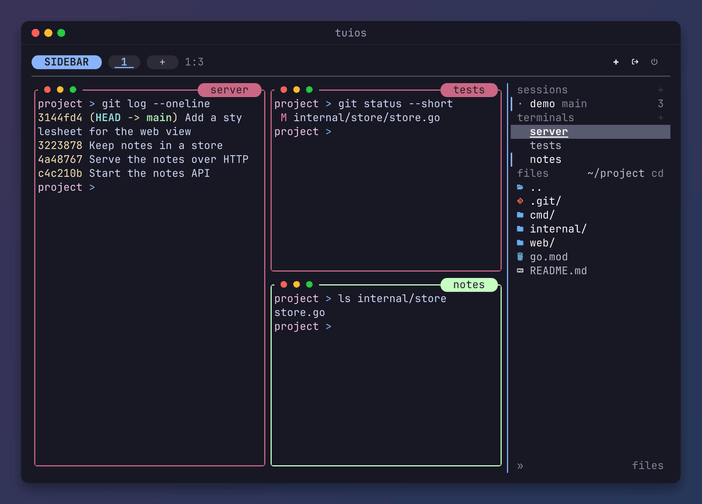 tuios
SIDEBAR 1 + 1:3
server
project > git log --oneline
3144fd4 (HEAD -> main) Add a sty
lesheet for the web view
3223878 Keep notes in a store
4a48767 Serve the notes over HTTP
c4c210b Start the notes API
project >
tests
project > git status --short
M internal/store/store.go
project >
notes
project > ls internal/store
store.go
project >
sessions +
· demo main 3
terminals +
server
tests
notes
files ~/project cd
..
.git/
cmd/
internal/
web/
go.mod
README.md
» files